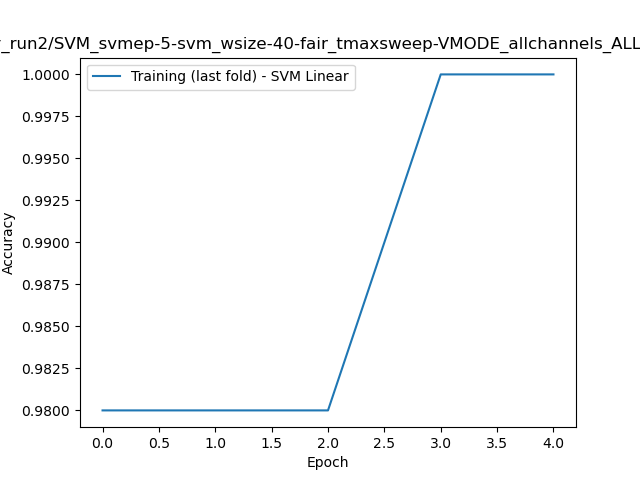 _run2/SVM_svmep-5-svm_wsize-40-fair_tmaxsweep-VMODE_allchannels_ALL
Training (last fold) - SVM Linear
1.0000
0.9975
0.9950
0.9925
0.9900
0.9875
0.9850
0.9825
0.9800
Accuracy
0.0 0.5 1.0 1.5 2.0 2.5 3.0 3.5 4.0
Epoch